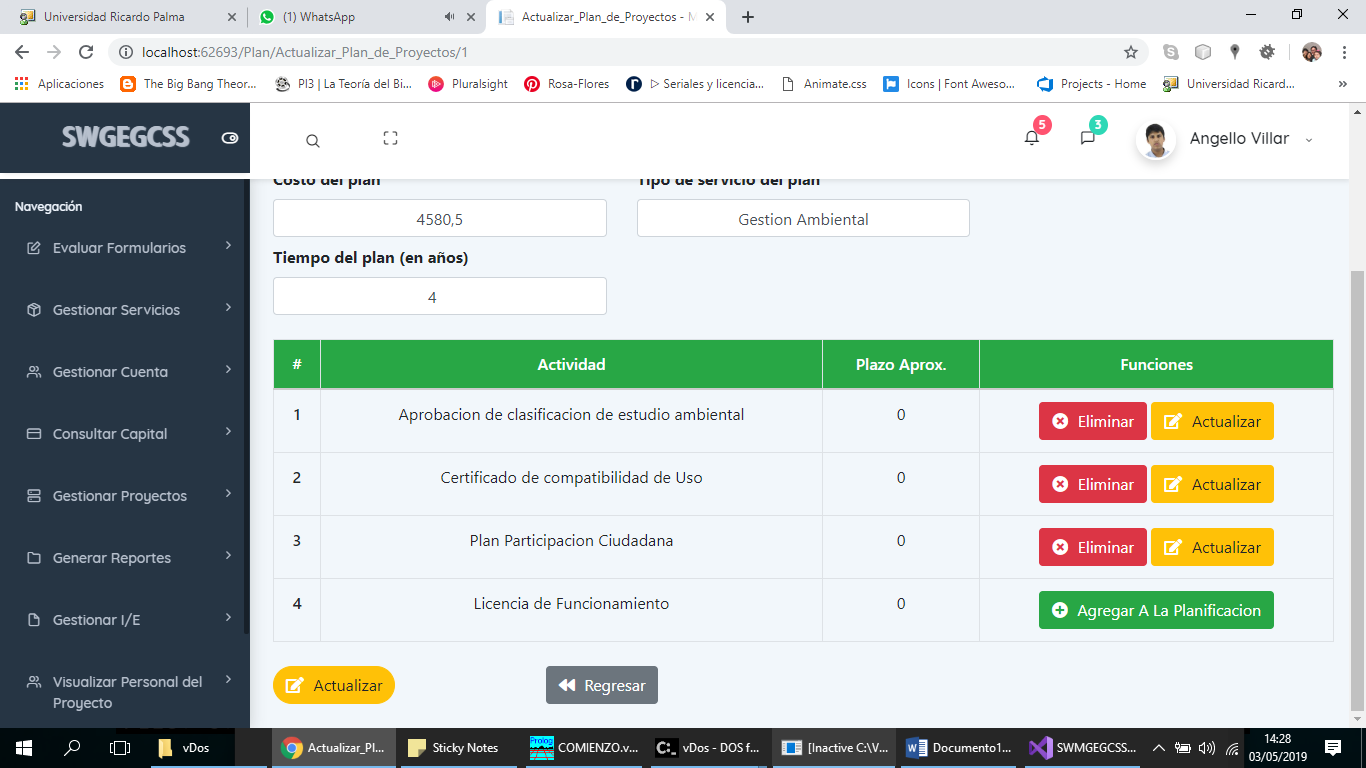 Universidad Ricardo Palma
(1) WhatsApp
Actualizar_Plan_de_Proyectos - M
localhost:62693/Plan/Actualizar_Plan_de_Proyectos/1
Aplicaciones
The Big Bang Theor...
PI3 | La Teoría del Bi...
Pluralsight
Rosa-Flores
▷ Seriales y licencia...
Animate.css
Icons | Font Aweso...
Projects - Home
Universidad Ricard...
»
SWGEGCSS
5
3
Angello Villar
Navegación
Evaluar Formularios
Gestionar Servicios
Gestionar Cuenta
Consultar Capital
Gestionar Proyectos
Generar Reportes
Gestionar I/E
Visualizar Personal del
Proyecto
Costo del plan
Tipo de servicio del plan
4580,5
Gestion Ambiental
Tiempo del plan (en años)
4
# Actividad Plazo Aprox. Funciones
1 Aprobacion de clasificacion de estudio ambiental 0 Eliminar Actualizar
2 Certificado de compatibilidad de Uso 0 Eliminar Actualizar
3 Plan Participacion Ciudadana 0 Eliminar Actualizar
4 Licencia de Funcionamiento 0 Agregar A La Planificacion
Actualizar
Regresar
vDos
Actualizar_Pl...
Sticky Notes
Prolog
COMIENZO.v...
vDos - DOS f...
[Inactive C:\V...
Documento1...
SWMGEGCSS...
14:28
03/05/2019